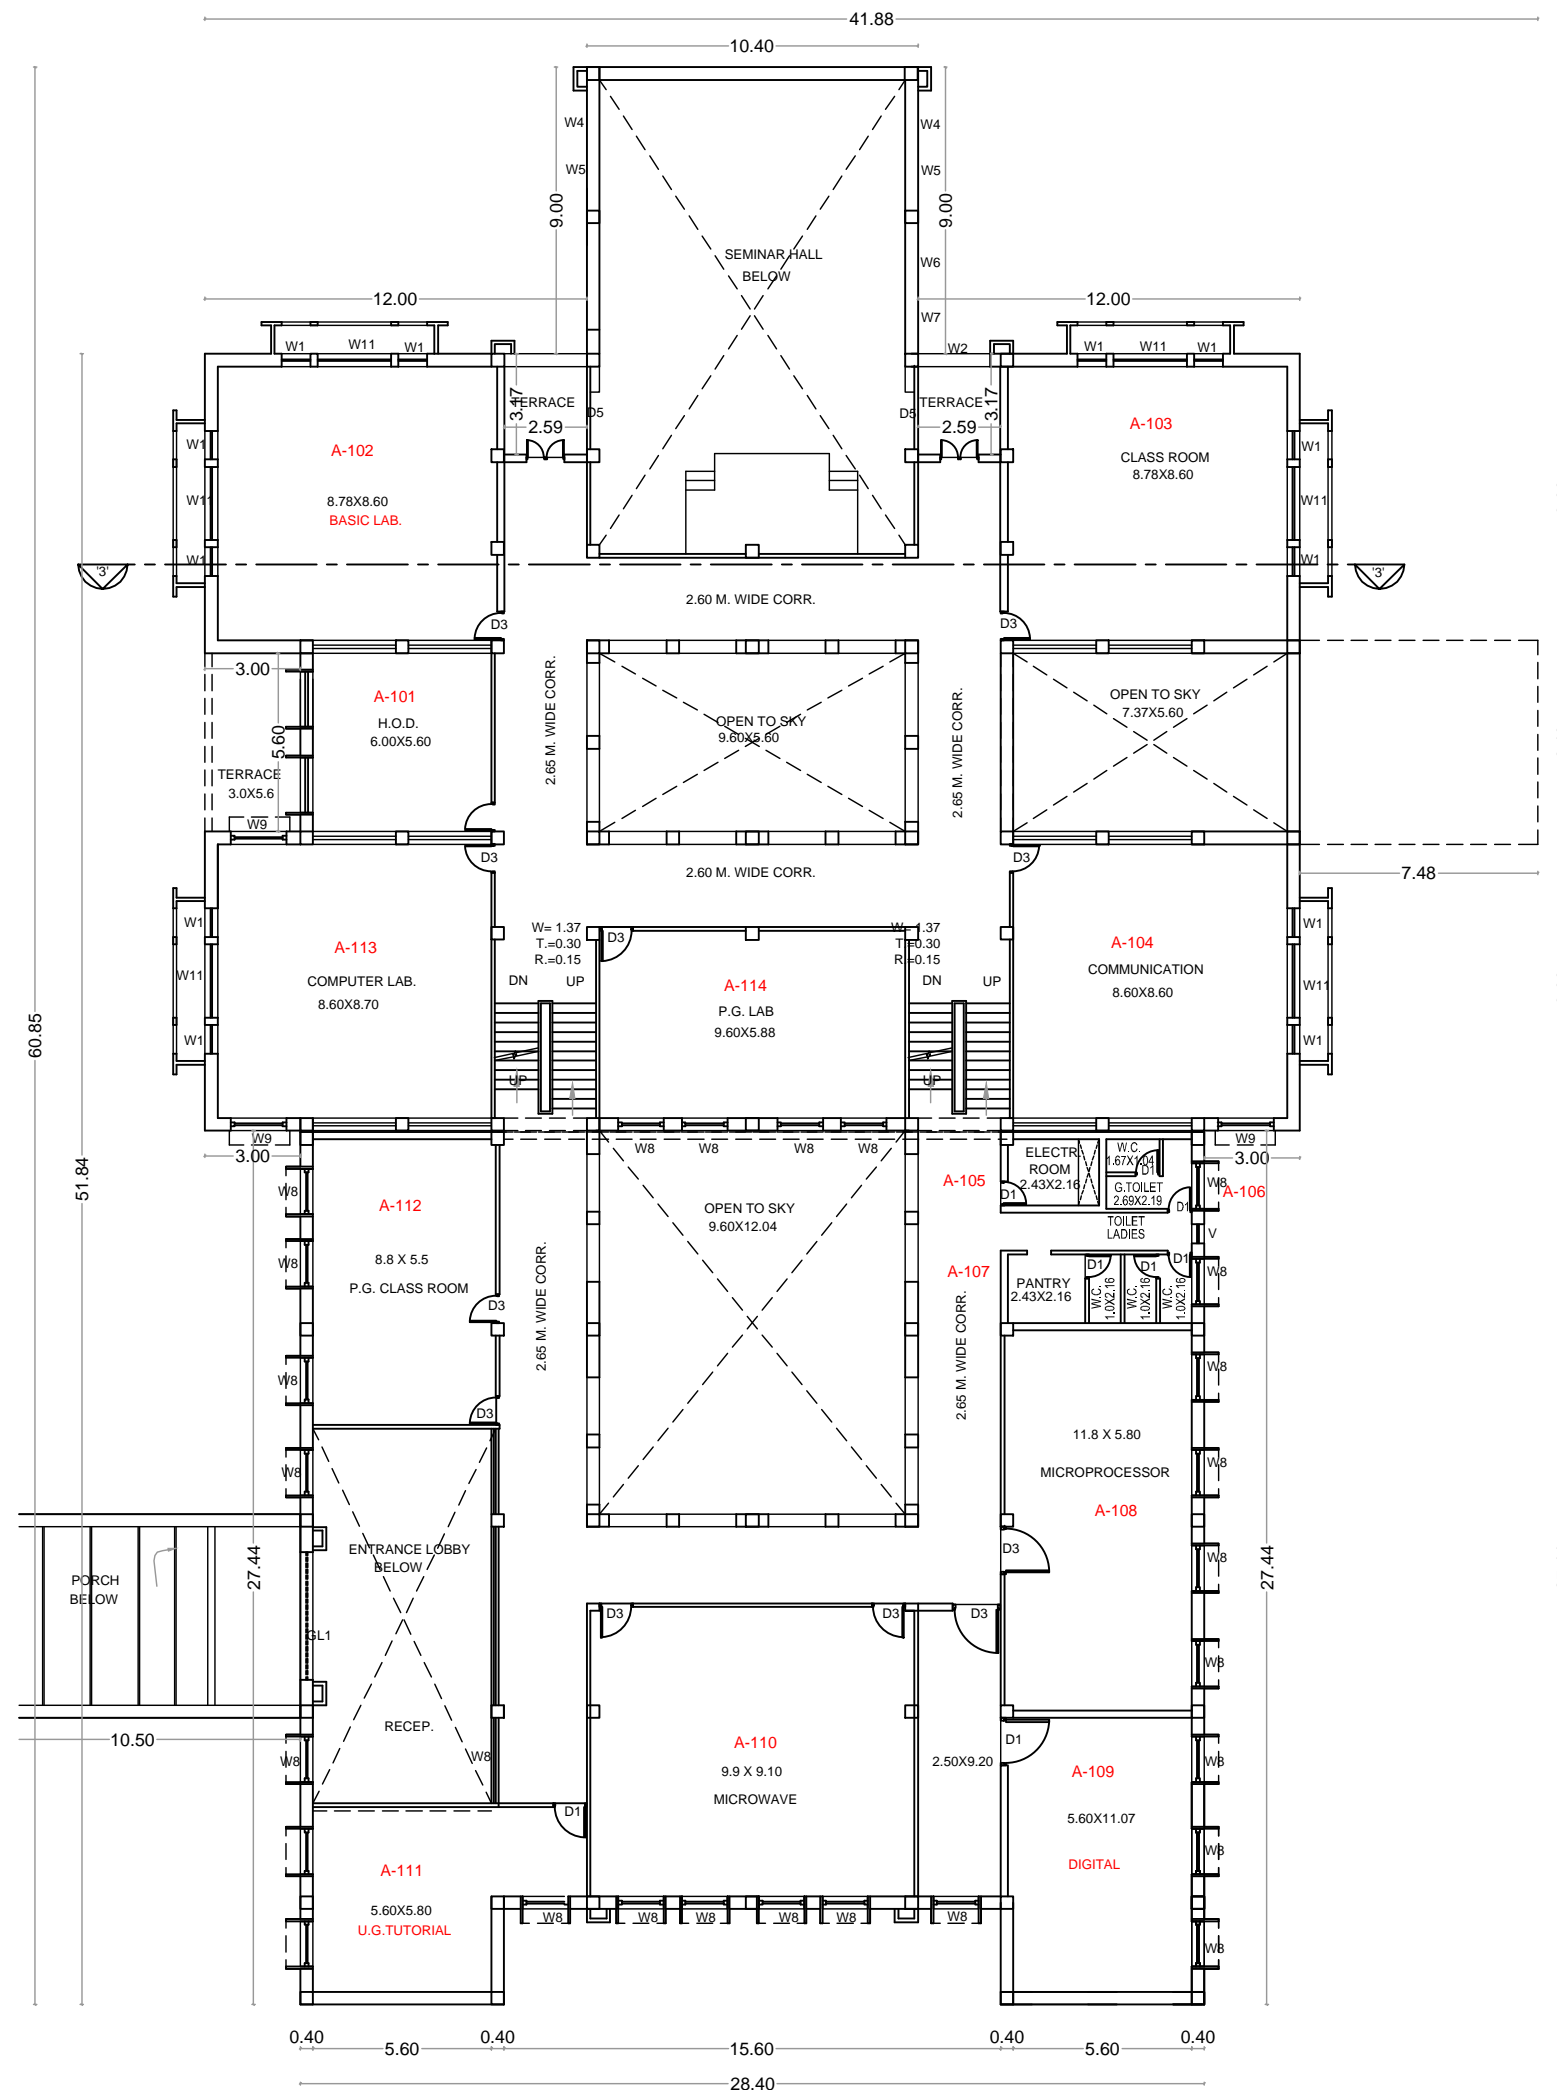 41.88
10.40
W4
W4
W5
W5
9.00
9.00
SEMINAR HALL
BELOW
W6
12.00
12.00
W7
W1
W11
W1
W2
W1
W11
W1
TERRACE
3.17
2.59
D5
D5
TERRACE
3.17
2.59
A-102
8.78X8.60
BASIC LAB.
W1
W11
W1
A-103
CLASS ROOM
8.78X8.60
W1
W11
W1
'3'
'3'
2.60 M. WIDE CORR.
D3
D3
3.00
A-101
H.O.D.
6.00X5.60
5.60
TERRACE
3.0X5.6
W9
2.65 M. WIDE CORR.
OPEN TO SKY
9.60X5.60
2.65 M. WIDE CORR.
OPEN TO SKY
7.37X5.60
D3
2.60 M. WIDE CORR.
D3
7.48
W1
W11
W1
A-113
COMPUTER LAB.
8.60X8.70
W= 1.37
T.=0.30
R.=0.15
DN
UP
UP
D3
A-114
P.G. LAB
9.60X5.88
W= 1.37
T.=0.30
R.=0.15
DN
UP
UP
A-104
COMMUNICATION
8.60X8.60
W1
W11
W1
60.85
51.84
W9
3.00
W8
W8
W8
W8
W9
3.00
A-105
ELECTR.
ROOM
2.43X2.16
D1
W.C.
1.67X1.04
D1
G.TOILET
2.69X2.19
D1
W8
A-106
TOILET
LADIES
V
D1
W8
A-107
PANTRY
2.43X2.16
D1
D1
W.C.
1.0X2.16
W.C.
1.0X2.16
W.C.
1.0X2.16
W8
A-112
8.8 X 5.5
P.G. CLASS ROOM
W8
W8
W8
D3
D3
2.65 M. WIDE CORR.
OPEN TO SKY
9.60X12.04
2.65 M. WIDE CORR.
W8
11.8 X 5.80
MICROPROCESSOR
A-108
W8
W8
W8
D3
27.44
27.44
ENTRANCE LOBBY
BELOW
PORCH
BELOW
GL1
RECEP.
W8
10.50
W8
D3
D3
D3
A-110
9.9 X 9.10
MICROWAVE
2.50X9.20
D1
A-109
5.60X11.07
DIGITAL
W8
W8
W8
D1
A-111
5.60X5.80
U.G.TUTORIAL
W8
W8
W8
W8
W8
W8
0.40
5.60
0.40
15.60
0.40
5.60
0.40
28.40